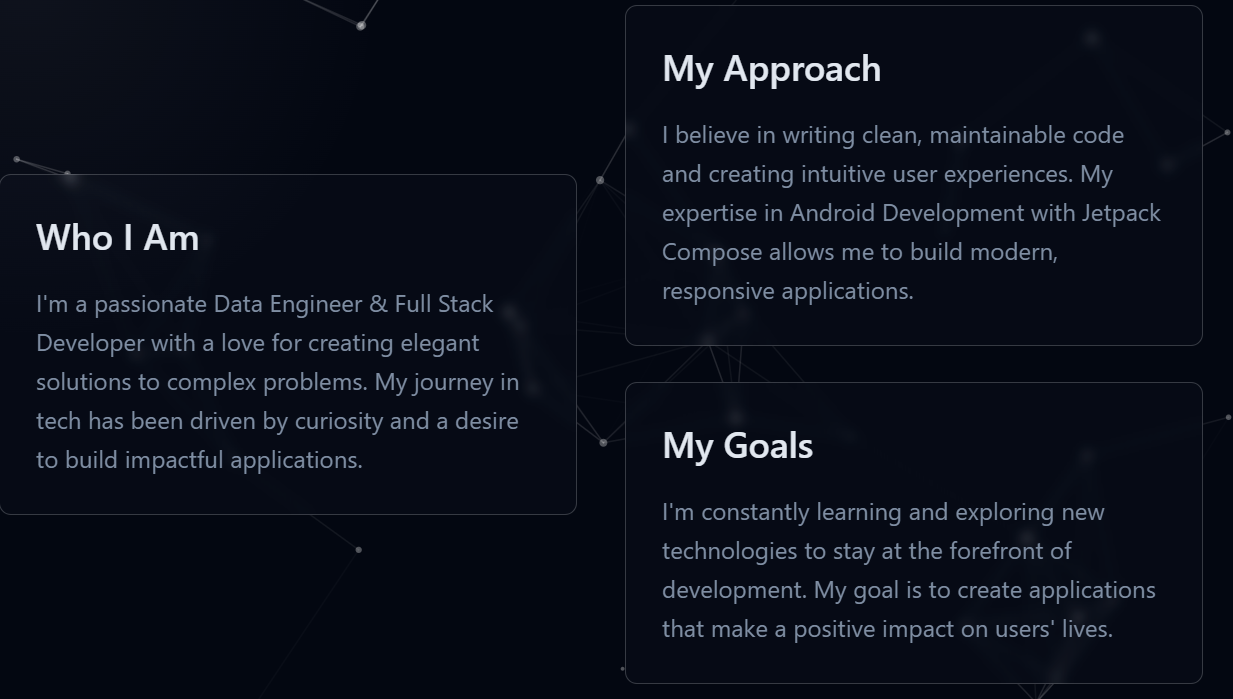 Who I Am
I'm a passionate Data Engineer & Full Stack
Developer with a love for creating elegant
solutions to complex problems. My journey in
tech has been driven by curiosity and a desire
to build impactful applications.
My Approach
I believe in writing clean, maintainable code
and creating intuitive user experiences. My
expertise in Android Development with Jetpack
Compose allows me to build modern,
responsive applications.
My Goals
I'm constantly learning and exploring new
technologies to stay at the forefront of
development. My goal is to create applications
that make a positive impact on users' lives.